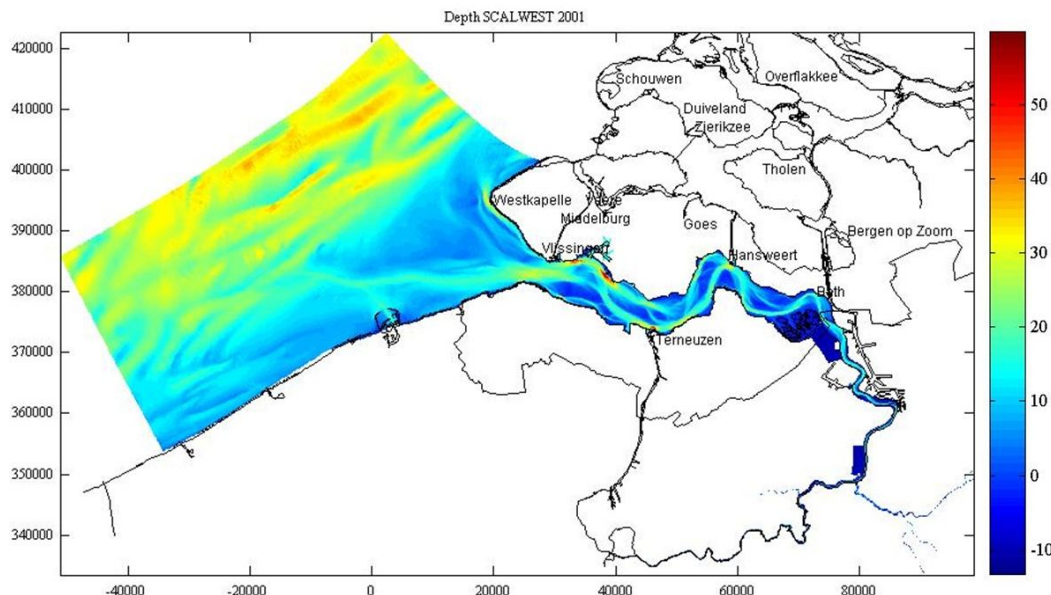 Depth SCALWEST 2001
420000
410000
400000
390000
380000
370000
360000
350000
340000
Schouwen
Overflakkee
Duiveland
Zierikzee
Tholen
Westkapelle
Veere
Middelburg
Goes
Bergen op Zoom
Vlissingen
Hansweert
Bath
Terneuzen
50
40
30
20
10
0
-10
-40000
-20000
0
20000
40000
60000
80000